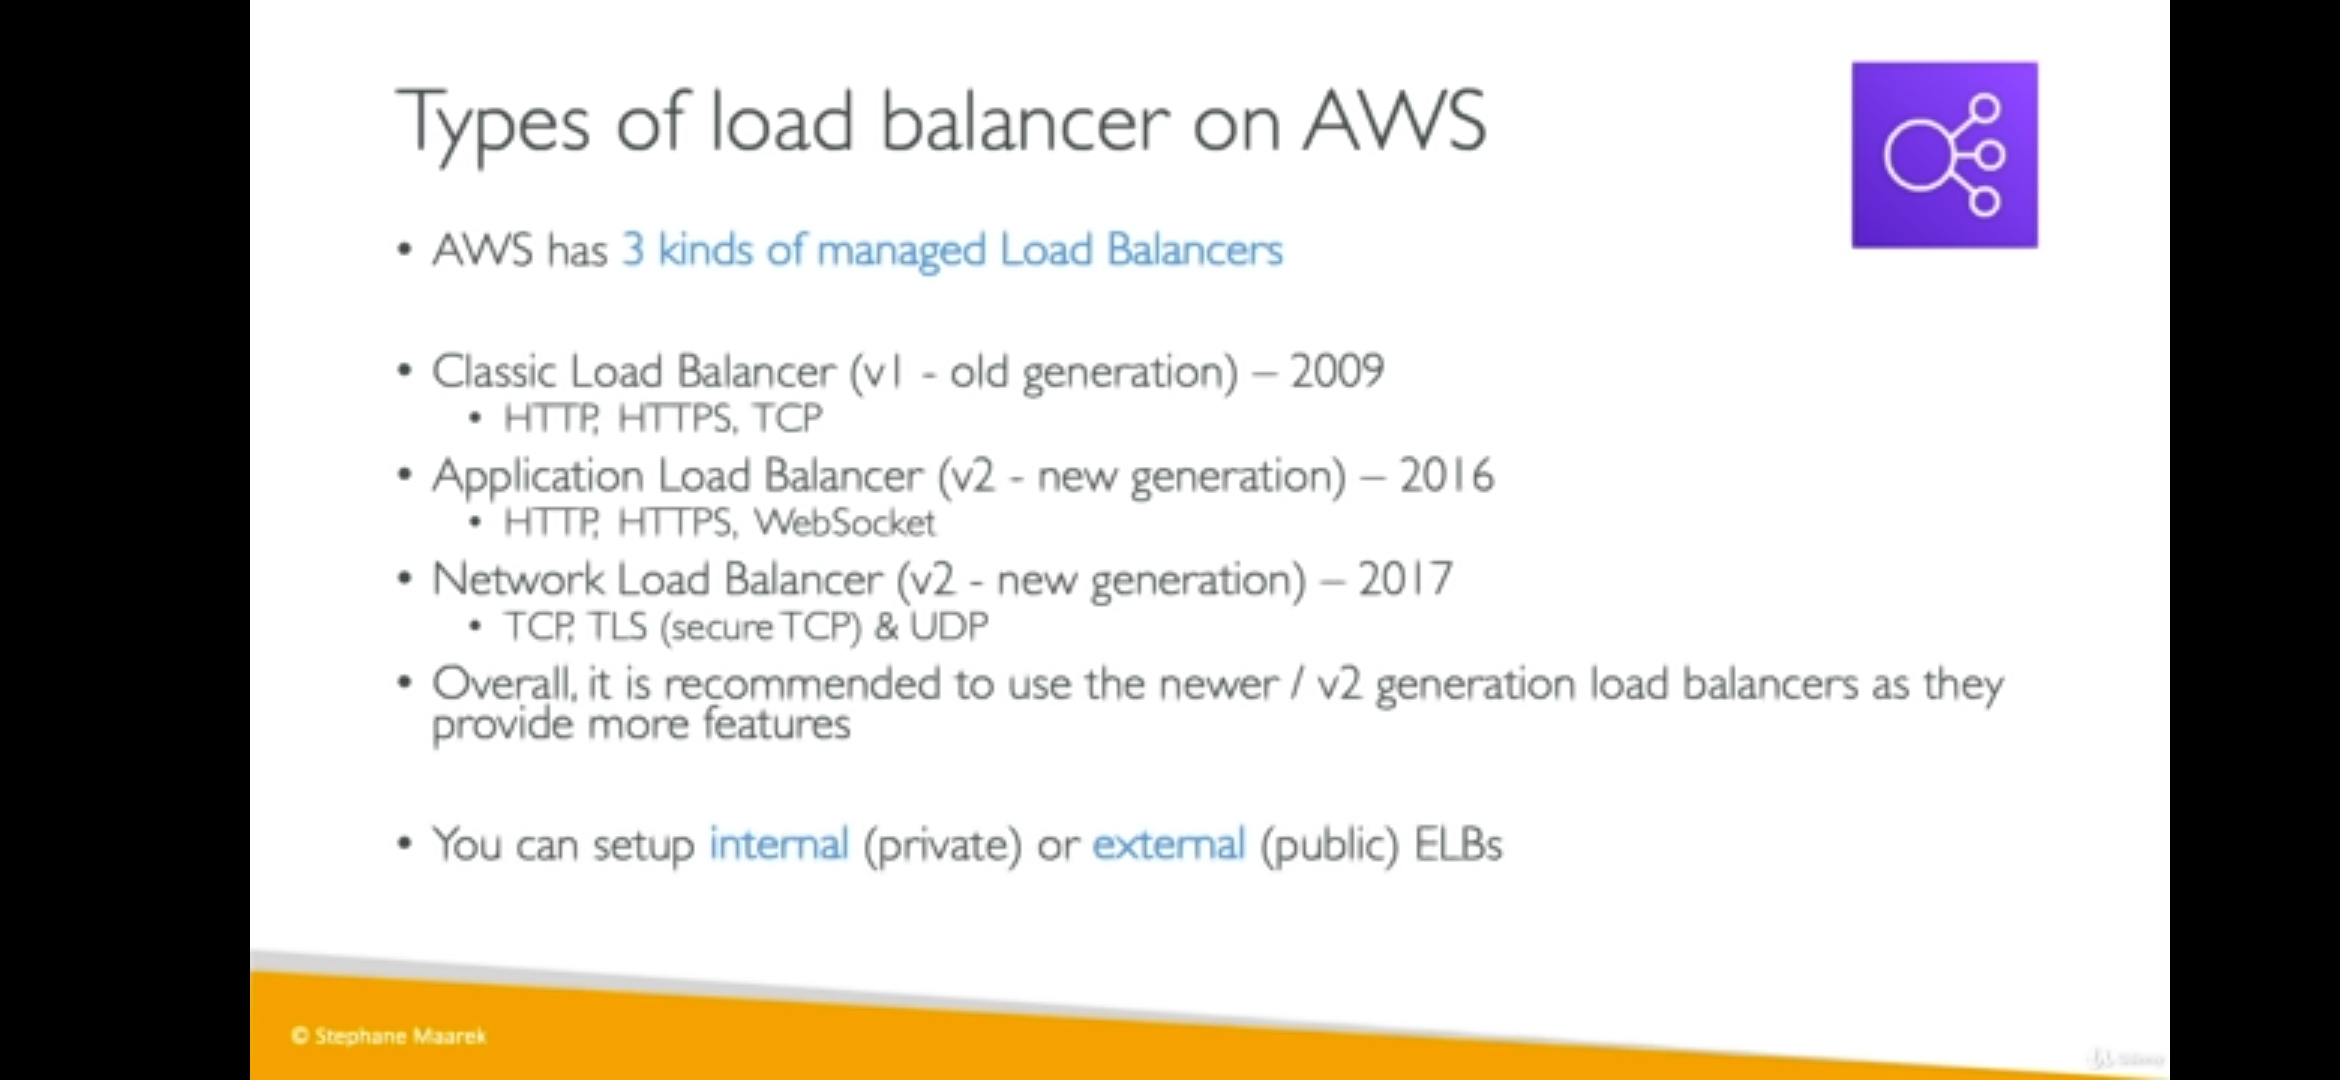 Types of load balancer on AWS
• AWS has 3 kinds of managed Load Balancers
• Classic Load Balancer (v1 - old generation) – 2009
• HTTP, HTTPS, TCP
• Application Load Balancer (v2 - new generation) – 2016
• HTTP, HTTPS, WebSocket
• Network Load Balancer (v2 - new generation) – 2017
• TCP, TLS (secure TCP) & UDP
• Overall, it is recommended to use the newer / v2 generation load balancers as they
provide more features
• You can setup internal (private) or external (public) ELBs
© Stephane Maarek